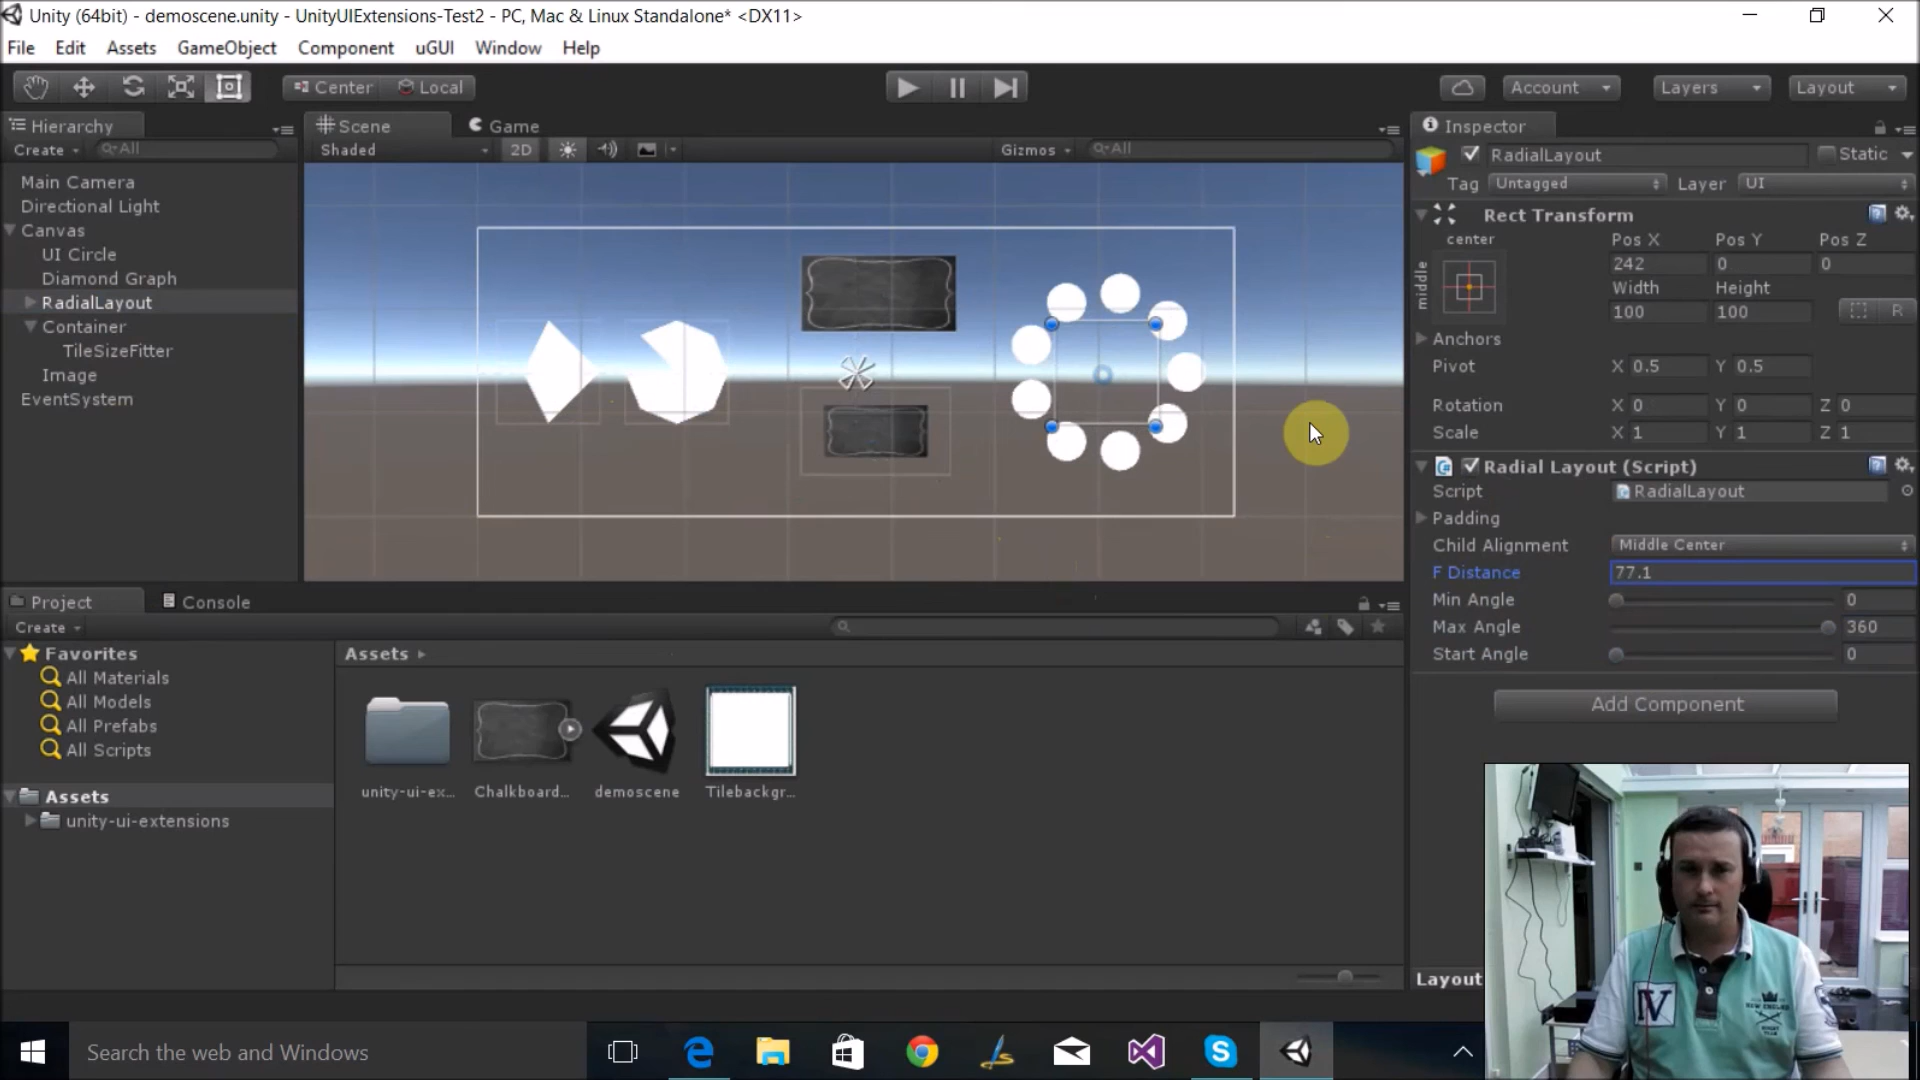 Unity (64bit) - demoscene.unity - UnityUIExtensions-Test2 - PC, Mac & Linux Standalone* <DX11>
File Edit Assets GameObject Component uGUI Window Help
Center Local Account Layers Layout
Hierarchy
Create All
Main Camera
Directional Light
Canvas
UI Circle
Diamond Graph
RadialLayout
Container
TileSizeFitter
Image
EventSystem
Scene Game
Shaded 2D Gizmos All
Inspector
RadialLayout Static
Tag Untagged Layer UI
Rect Transform
center
middle
Pos X Pos Y Pos Z
242 0 0
Width Height
100 100 R
Anchors
Pivot X 0.5 Y 0.5
Rotation X 0 Y 0 Z 0
Scale X 1 Y 1 Z 1
Radial Layout (Script)
Script RadialLayout
Padding
Child Alignment Middle Center
F Distance 77.1
Min Angle 0
Max Angle 360
Start Angle 0
Add Component
Layout
Project Console
Create
Favorites
All Materials
All Models
All Prefabs
All Scripts
Assets
unity-ui-extensions
Assets
unity-ui-ex... Chalkboard... demoscene Tilebackgr...
Search the web and Windows